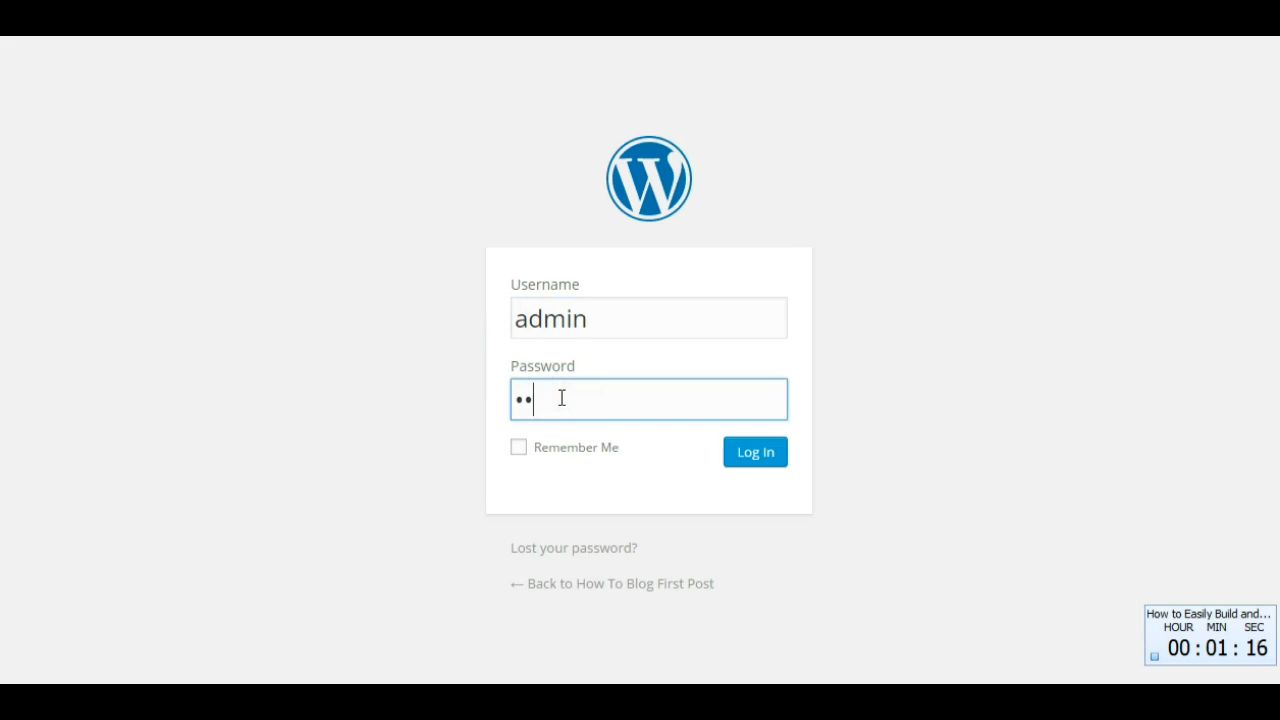 Username
admin
Password
••
Remember Me
Log In
Lost your password?
← Back to How To Blog First Post
How to Easily Build and...
HOUR MIN SEC
00 : 01 : 16